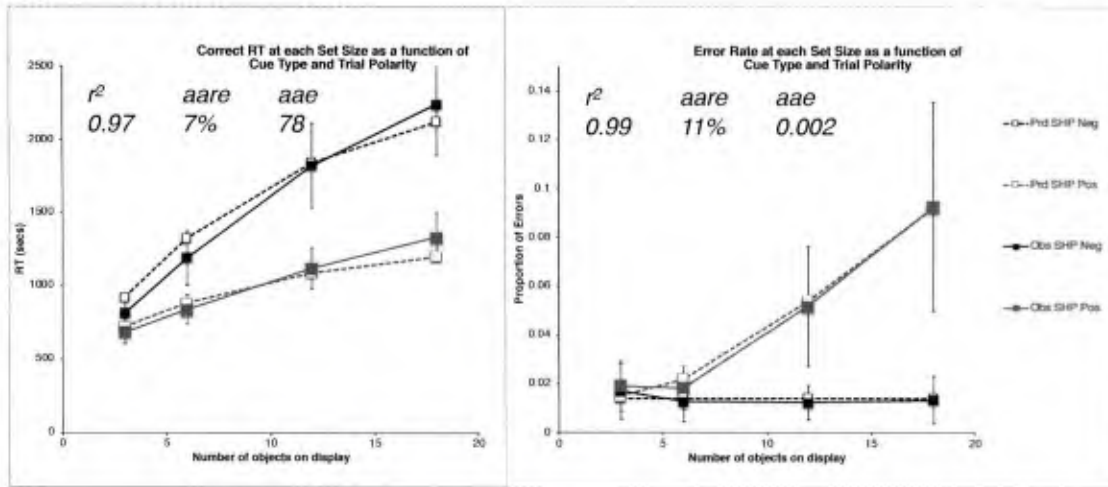 Correct RT at each Set Size as a function of
Cue Type and Trial Polarity
r² aare aae
0.97 7% 78
2500
2000
1500
1000
500
0
RT (secs)
0 5 10 15 20
Number of objects on display
Error Rate at each Set Size as a function of
Cue Type and Trial Polarity
r² aare aae
0.99 11% 0.002
0.14
0.12
0.1
0.08
0.06
0.04
0.02
0
Proportion of Errors
0 5 10 15 20
Number of objects on display
Prd SHP Neg
Prd SHP Pos
Obs SHP Neg
Obs SHP Pos